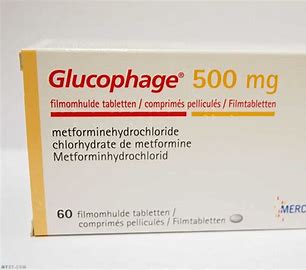 Glucophage® 500 mg
filmomhulde tabletten / comprimés pelliculés / Filmtabletten
metforminehydrochloride
chlorhydrate de metformine
Metforminhydrochlorid
60 filmomhulde tabletten /
comprimés pelliculés / Filmtabletten
MERC